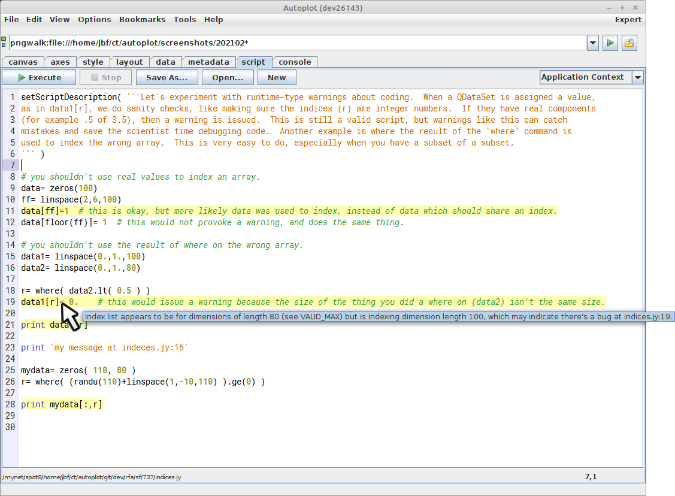 Autoplot (dev26143)
File Edit View Options Bookmarks Tools Help Expert
pngwalk:file:///home/jbf/ct/autoplot/screenshots/202102*
canvas axes style layout data metadata script console
Execute Stop Save As... Open... New Application Context
1 setScriptDescription( '''Let's experiment with runtime-type warnings about coding. When a QDataSet is assigned a value,
2 as in data1[r], we do sanity checks, like making sure the indices (r) are integer numbers. If they have real components
3 (for example .5 of 3.5), then a warning is issued. This is still a valid script, but warnings like this can catch
4 mistakes and save the scientist time debugging code. Another example is where the result of the "where" command is
5 used to index the wrong array. This is very easy to do, especially when you have a subset of a subset.
6 ''' )
7
8 # you shouldn't use real values to index an array.
9 data= zeros(100)
10 ff= linspace(2,6,100)
11 data[ff]=1 # this is okay, but more likely data was used to index, instead of data which should share an index.
12 data[floor(ff)]= 1 # this would not provoke a warning, and does the same thing.
13
14 # you shouldn't use the result of where on the wrong array.
15 data1= linspace(0.,1.,100)
16 data2= linspace(0.,1.,80)
17
18 r= where( data2.lt( 0.5 ) )
19 data1[r]= 0. # this would issue a warning because the size of the thing you did a where on (data2) isn't the same size.
20 index list appears to be for dimensions of length 80 (see VALID_MAX) but is indexing dimension length 100, which may indicate there's a bug at indices.jy:19.
21 print data r]
22
23 print 'my message at indeces.jy:16'
24
25 mydata= zeros( 110, 80 )
26 r= where( (randu(110)+linspace(1,-10,110) ).ge(0) )
27
28 print mydata[:,r]
29
30
/mynet/spot8/home/jbf/ct/autoplot/git/dev/rfe/sf/737/indices.jy 7,1